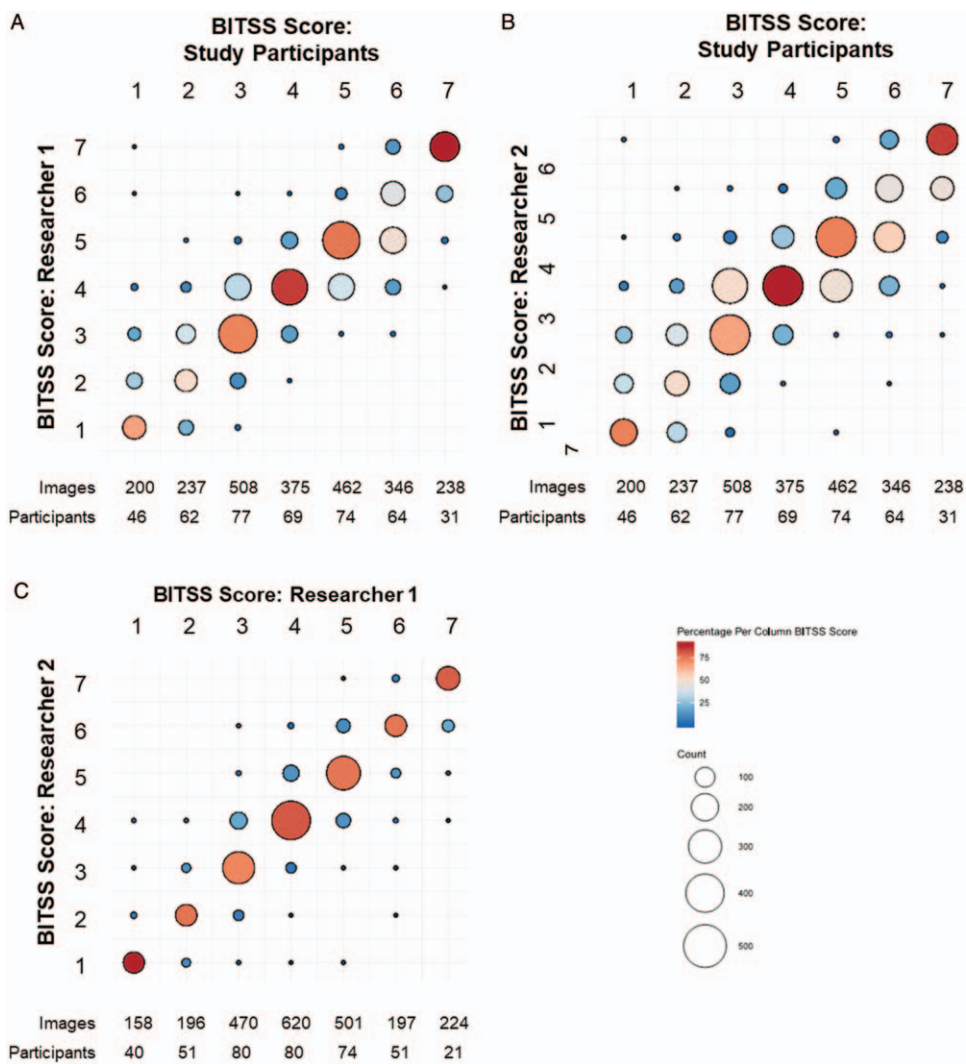 A
BITSS Score:
Study Participants
1 2 3 4 5 6 7
BITSS Score: Researcher 1
7
6
5
4
3
2
1
Images 200 237 508 375 462 346 238
Participants 46 62 77 69 74 64 31
B
BITSS Score:
Study Participants
1 2 3 4 5 6 7
BITSS Score: Researcher 2
6
5
4
3
2
1
7
Images 200 237 508 375 462 346 238
Participants 46 62 77 69 74 64 31
C
BITSS Score: Researcher 1
1 2 3 4 5 6 7
BITSS Score: Researcher 2
7
6
5
4
3
2
1
Images 158 196 470 620 501 197 224
Participants 40 51 80 80 74 51 21
Percentage Per Column BITSS Score
75
50
25
Count
100
200
300
400
500